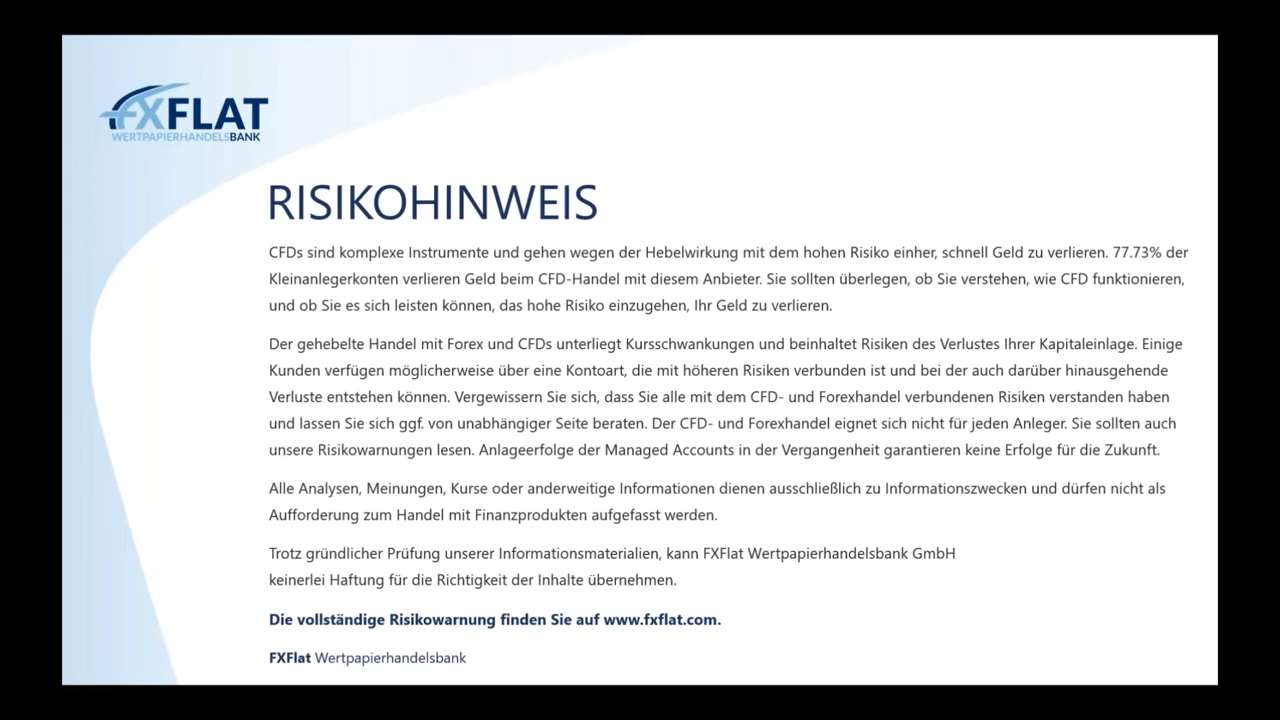 FXFLAT
WERTPAPIERHANDELSBANK
RISIKOHINWEIS
CFDs sind komplexe Instrumente und gehen wegen der Hebelwirkung mit dem hohen Risiko einher, schnell Geld zu verlieren. 77.73% der
Kleinanlegerkonten verlieren Geld beim CFD-Handel mit diesem Anbieter. Sie sollten überlegen, ob Sie verstehen, wie CFD funktionieren,
und ob Sie es sich leisten können, das hohe Risiko einzugehen, Ihr Geld zu verlieren.
Der gehebelte Handel mit Forex und CFDs unterliegt Kursschwankungen und beinhaltet Risiken des Verlustes Ihrer Kapitaleinlage. Einige
Kunden verfügen möglicherweise über eine Kontoart, die mit höheren Risiken verbunden ist und bei der auch darüber hinausgehende
Verluste entstehen können. Vergewissern Sie sich, dass Sie alle mit dem CFD- und Forexhandel verbundenen Risiken verstanden haben
und lassen Sie sich ggf. von unabhängiger Seite beraten. Der CFD- und Forexhandel eignet sich nicht für jeden Anleger. Sie sollten auch
unsere Risikowarnungen lesen. Anlageerfolge der Managed Accounts in der Vergangenheit garantieren keine Erfolge für die Zukunft.
Alle Analysen, Meinungen, Kurse oder anderweitige Informationen dienen ausschließlich zu Informationszwecken und dürfen nicht als
Aufforderung zum Handel mit Finanzprodukten aufgefasst werden.
Trotz gründlicher Prüfung unserer Informationsmaterialien, kann FXFlat Wertpapierhandelsbank GmbH
keinerlei Haftung für die Richtigkeit der Inhalte übernehmen.
Die vollständige Risikowarnung finden Sie auf www.fxflat.com.
FXFlat Wertpapierhandelsbank